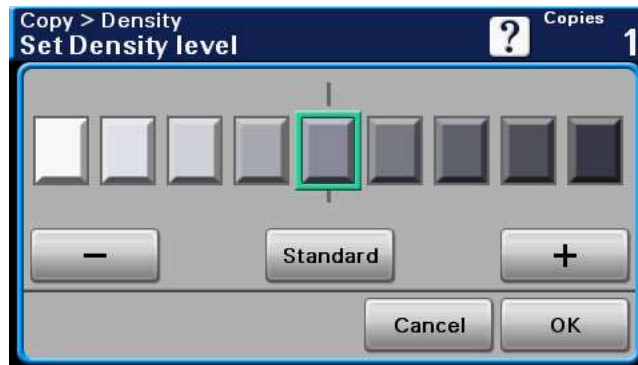 Copy > Density
Set Density level
?
Copies
1
−
Standard
+
Cancel
OK